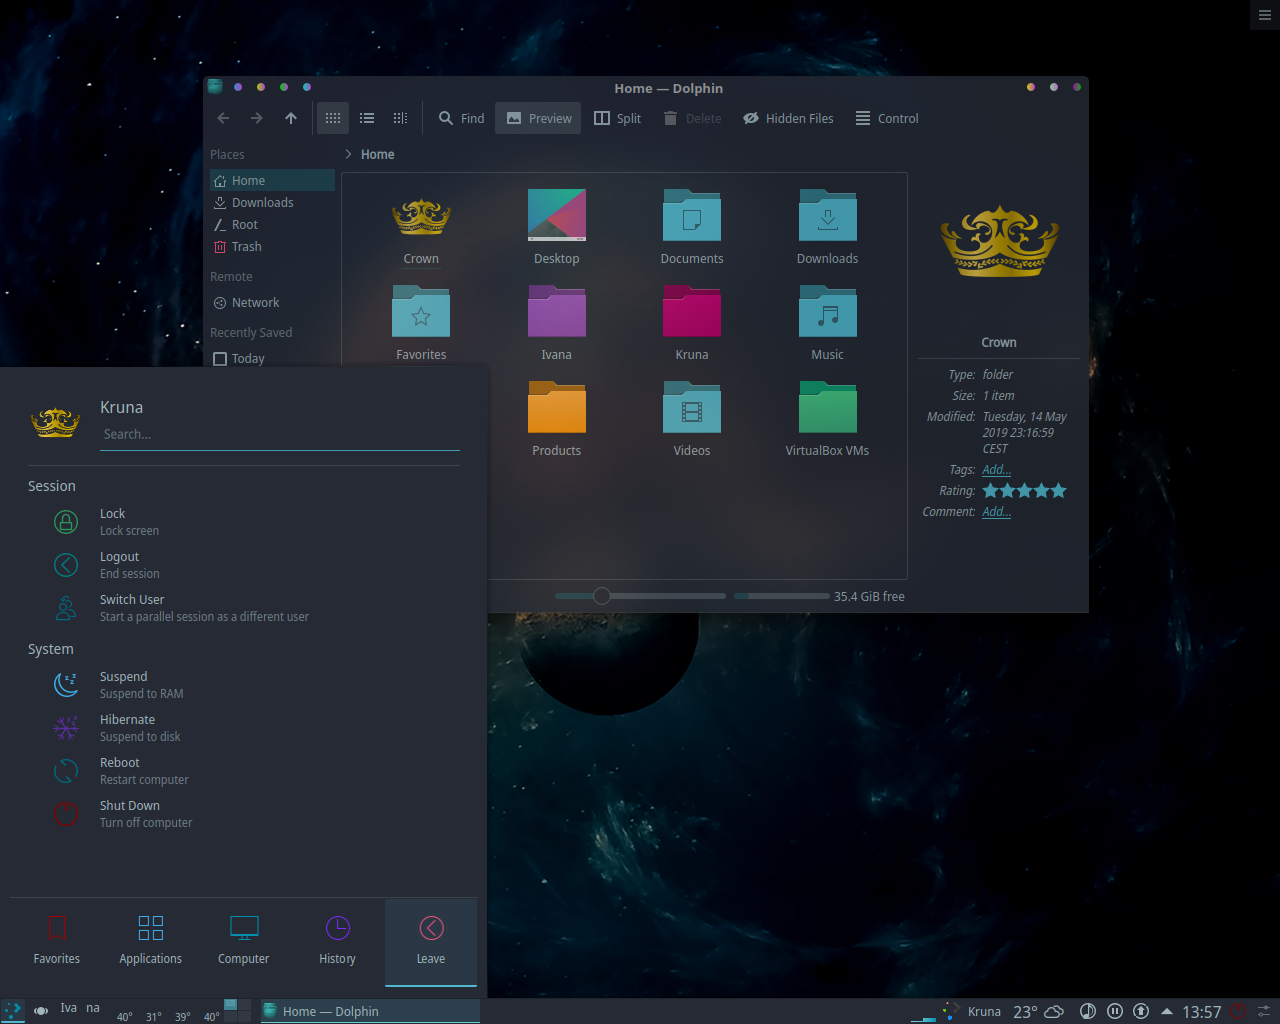 Home — Dolphin
Find
Preview
Split
Delete
Hidden Files
Control
Places
Home
Downloads
Root
Trash
Remote
Network
Recently Saved
Today
Home
Crown
Desktop
Documents
Downloads
Favorites
Ivana
Kruna
Music
Products
Videos
VirtualBox VMs
Crown
Type: folder
Size: 1 item
Modified: Tuesday, 14 May
2019 23:16:59
CEST
Tags: Add...
Rating:
Comment: Add...
35.4 GiB free
Kruna
Search...
Session
Lock
Lock screen
Logout
End session
Switch User
Start a parallel session as a different user
System
Suspend
Suspend to RAM
Hibernate
Suspend to disk
Reboot
Restart computer
Shut Down
Turn off computer
Favorites
Applications
Computer
History
Leave
Iva na
40° 31° 39° 40°
Home — Dolphin
Kruna
23°
13:57